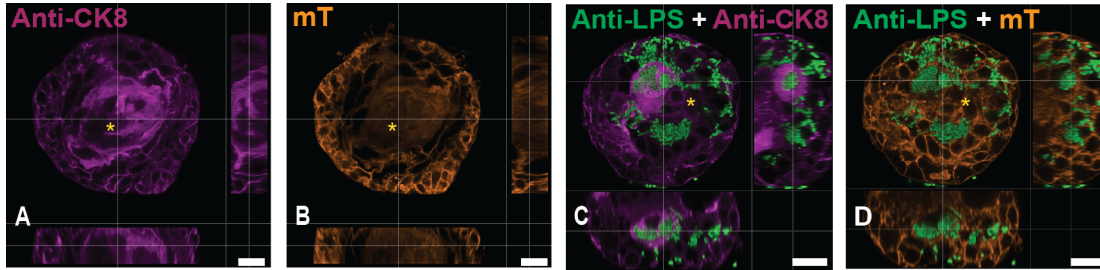 Anti-CK8
mT
Anti-LPS + Anti-CK8
Anti-LPS + mT
*
*
*
*
A
B
C
D